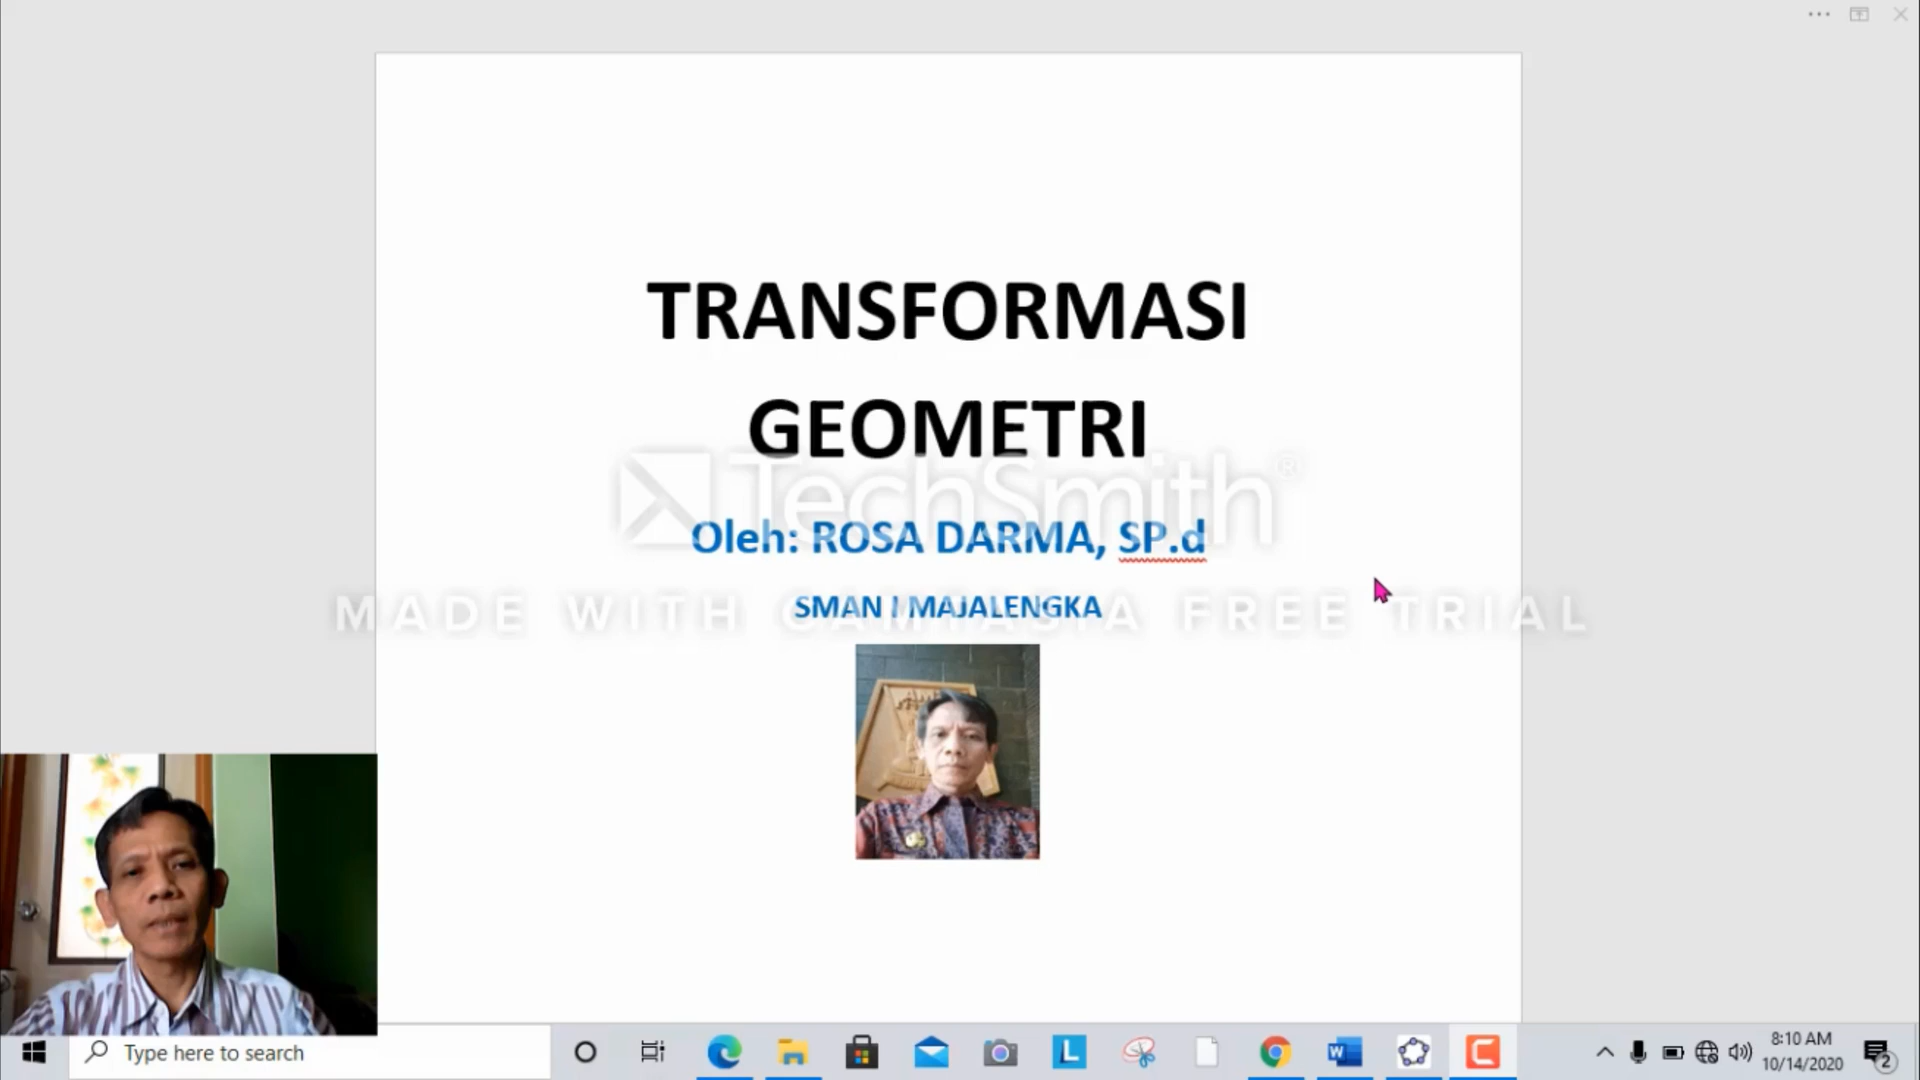 TRANSFORMASI
GEOMETRI
TechSmith®
Oleh: ROSA DARMA, SP.d
SMAN I MAJALENGKA
MADE WITH CAMTASIA FREE TRIAL
Type here to search
8:10 AM
10/14/2020
2